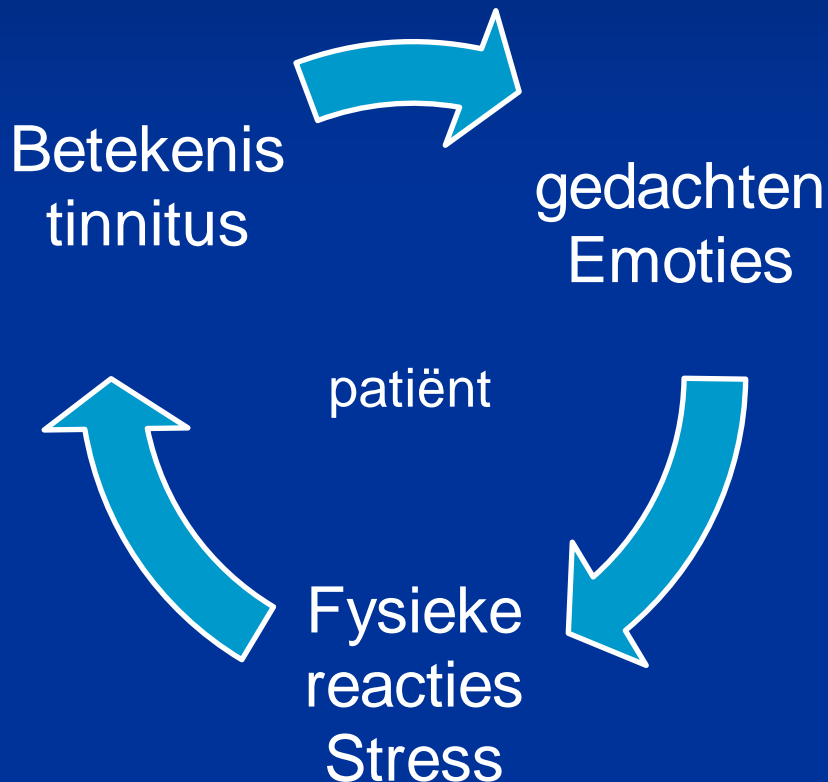 Betekenis
tinnitus
gedachten
Emoties
patiënt
Fysieke
reacties
Stress